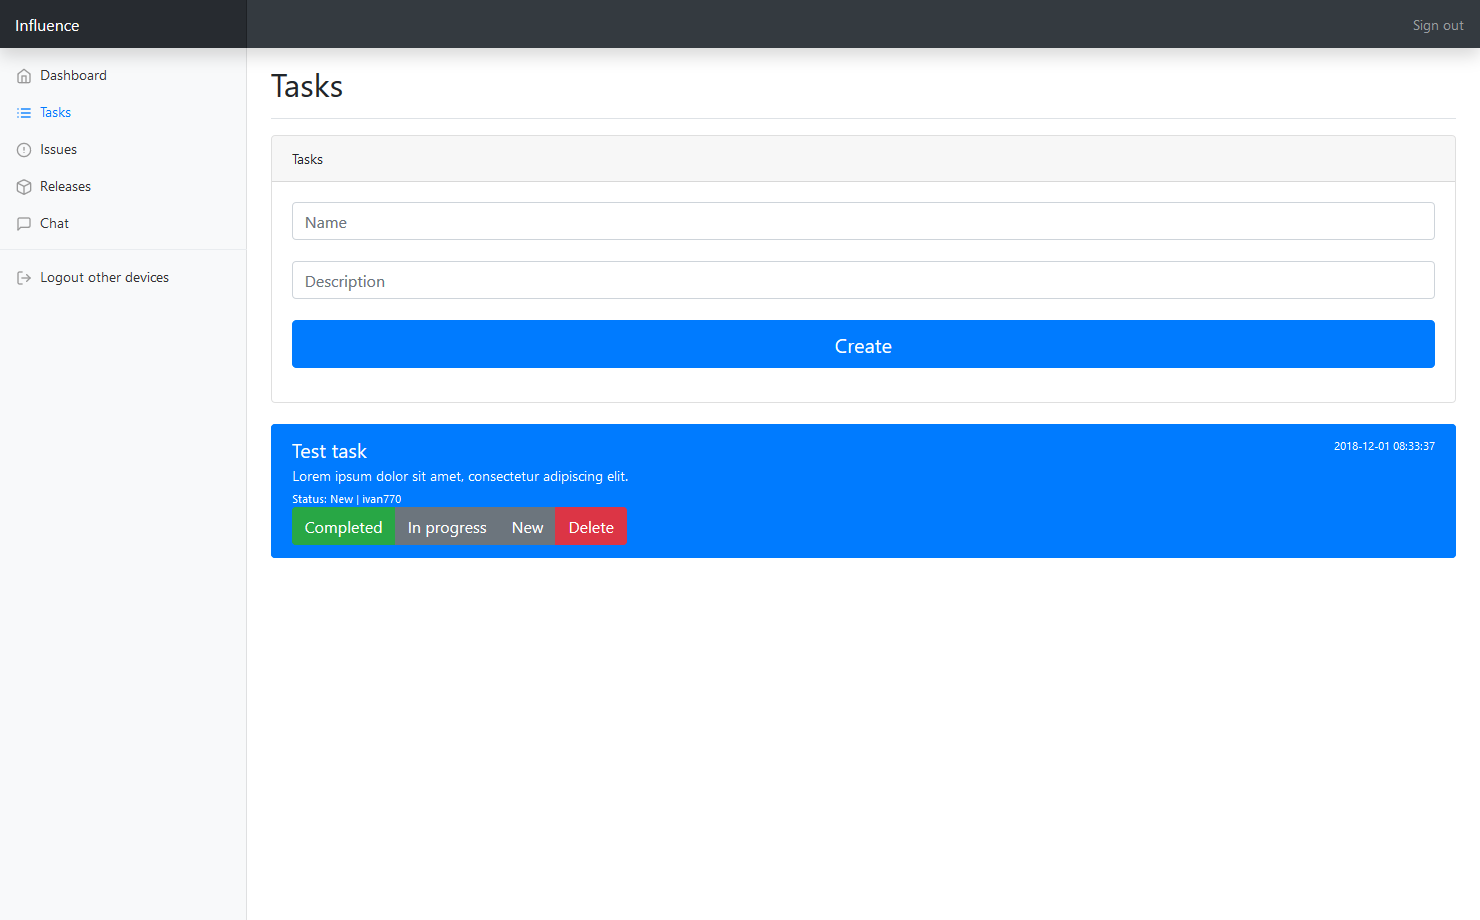 Influence
Sign out
Dashboard
Tasks
Issues
Releases
Chat
Logout other devices
Tasks
Tasks
Name
Description
Create
Test task
2018-12-01 08:33:37
Lorem ipsum dolor sit amet, consectetur adipiscing elit.
Status: New | ivan770
Completed In progress New Delete